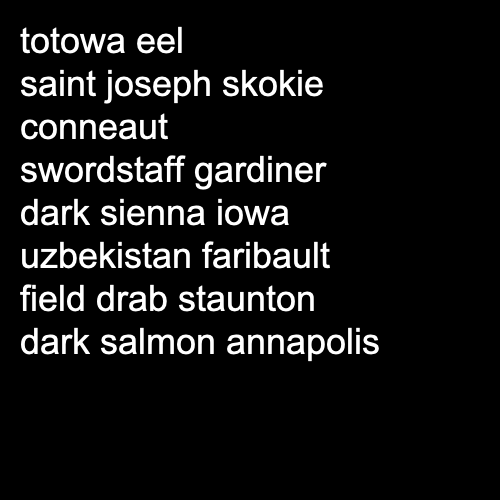 totowa eel
saint joseph skokie
conneaut
swordstaff gardiner
dark sienna iowa
uzbekistan faribault
field drab staunton
dark salmon annapolis